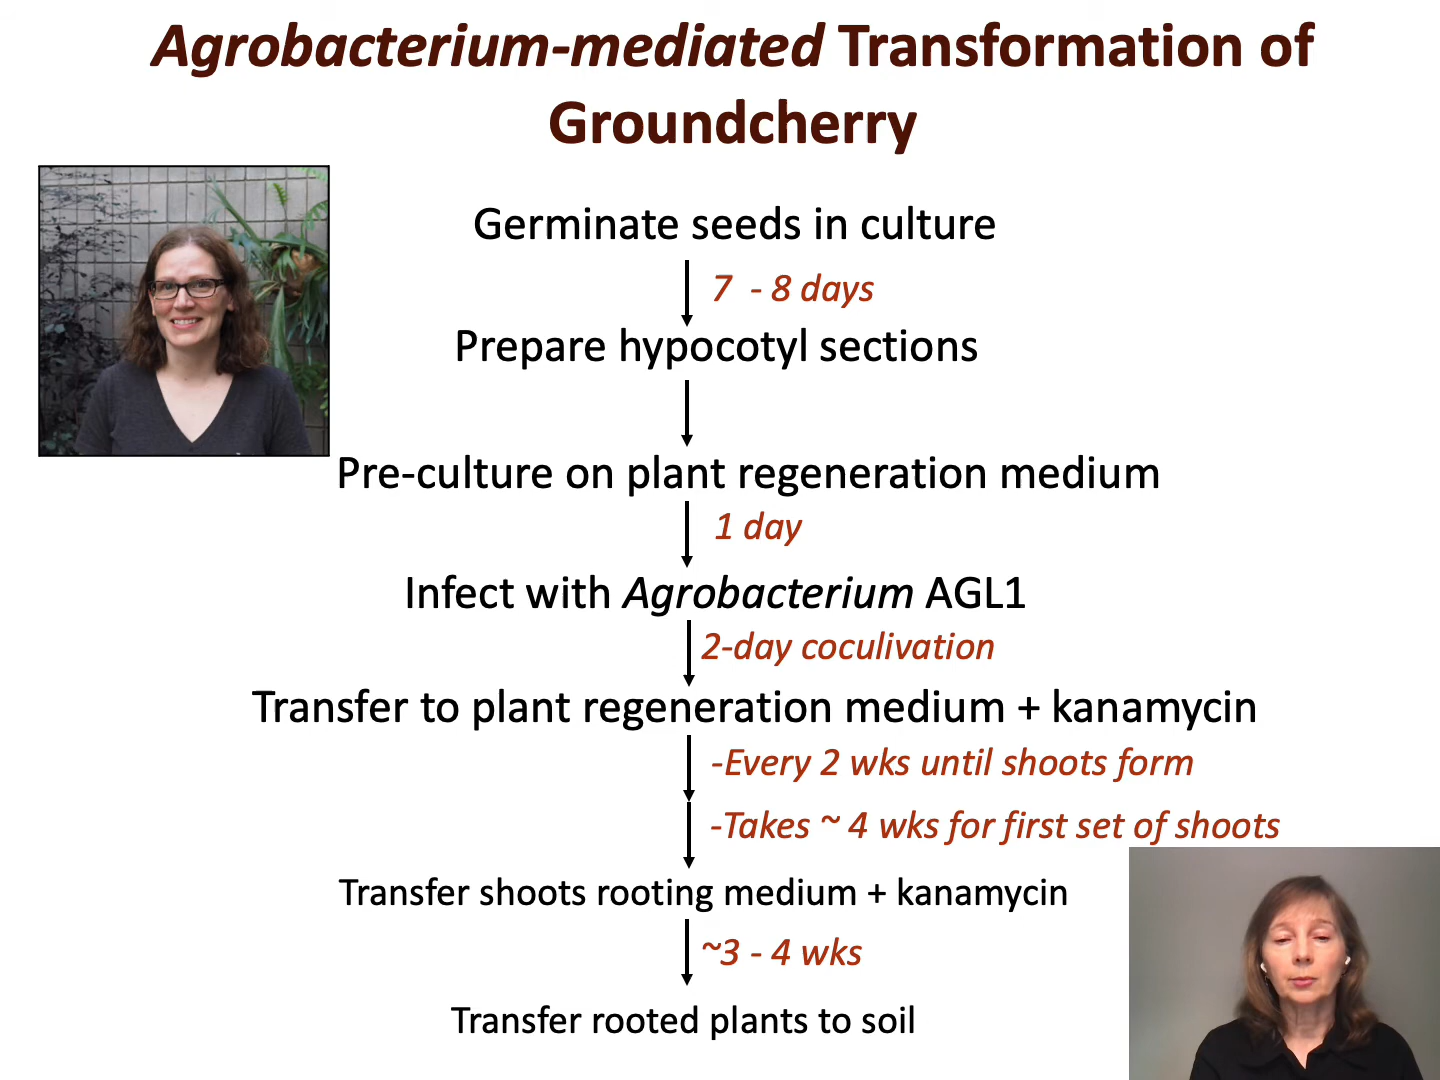 Agrobacterium-mediated Transformation of
Groundcherry
Germinate seeds in culture
7 - 8 days
Prepare hypocotyl sections
Pre-culture on plant regeneration medium
1 day
Infect with Agrobacterium AGL1
2-day coculivation
Transfer to plant regeneration medium + kanamycin
-Every 2 wks until shoots form
-Takes ~ 4 wks for first set of shoots
Transfer shoots rooting medium + kanamycin
~3 - 4 wks
Transfer rooted plants to soil